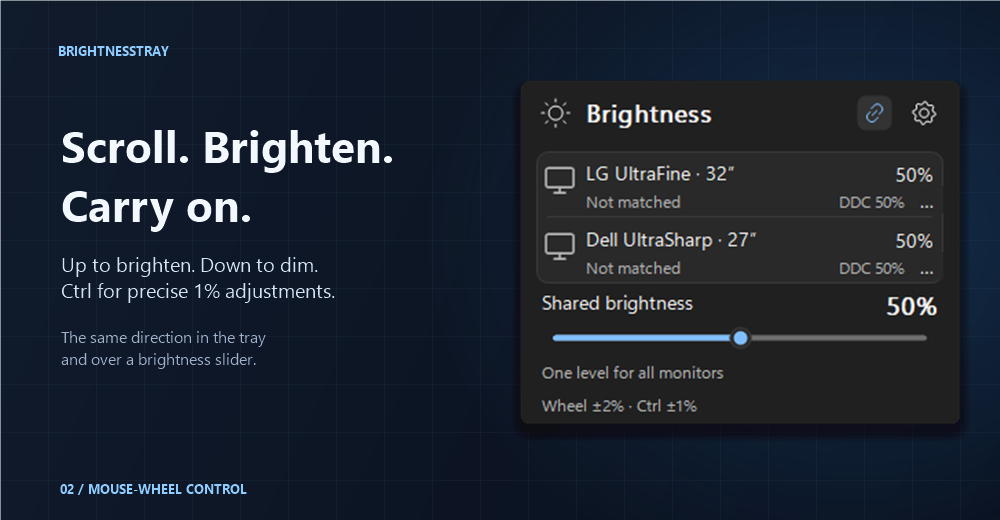 BRIGHTNESSTRAY
Scroll. Brighten.
Carry on.
Up to brighten. Down to dim.
Ctrl for precise 1% adjustments.
The same direction in the tray
and over a brightness slider.
02 / MOUSE-WHEEL CONTROL
Brightness
LG UltraFine · 32″ 50%
Not matched DDC 50% ...
Dell UltraSharp · 27″ 50%
Not matched DDC 50% ...
Shared brightness 50%
One level for all monitors
Wheel ±2% · Ctrl ±1%